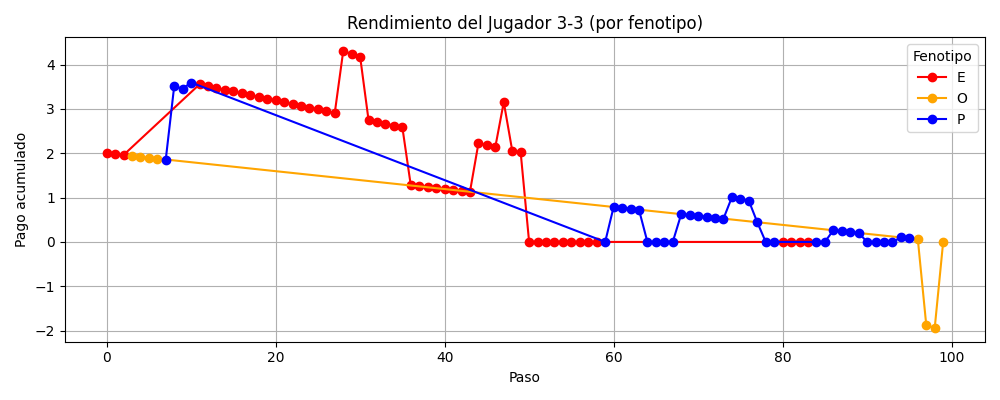 Rendimiento del Jugador 3-3 (por fenotipo)
Pago acumulado
4
3
2
1
0
−1
−2
Fenotipo
E
O
P
0 20 40 60 80 100
Paso